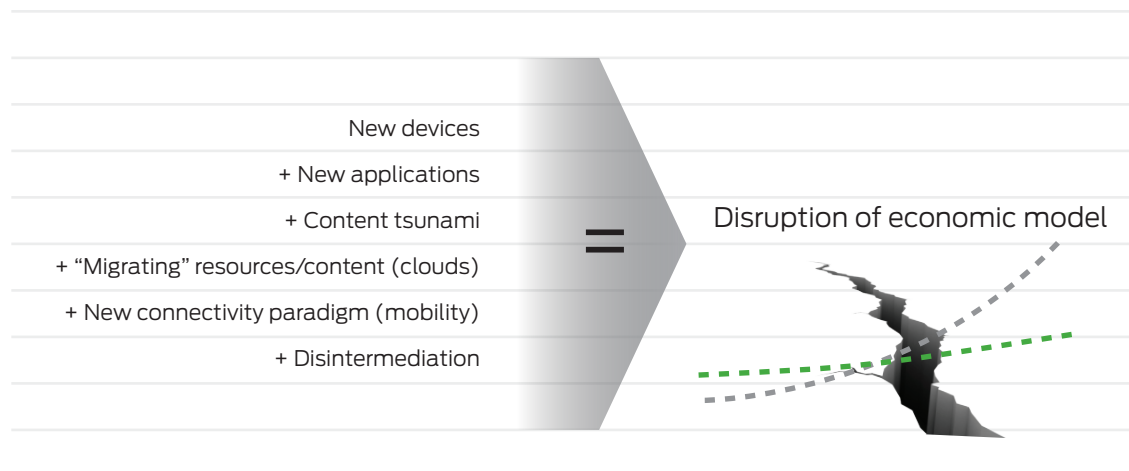 New devices
+ New applications
+ Content tsunami
+ “Migrating” resources/content (clouds)
+ New connectivity paradigm (mobility)
+ Disintermediation
=
Disruption of economic model